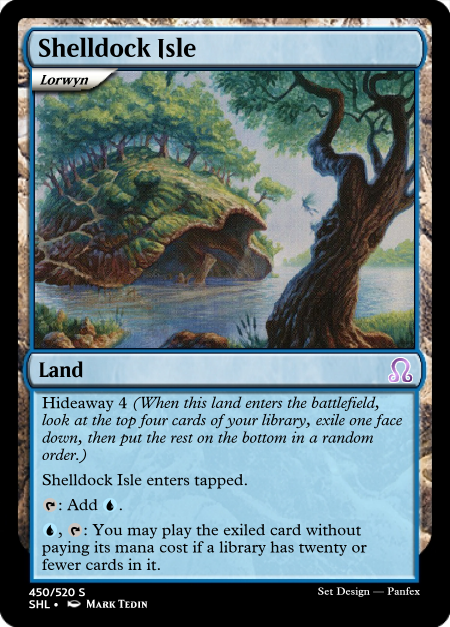 Shelldock Isle
Lorwyn
Land
Hideaway 4 (When this land enters the battlefield,
look at the top four cards of your library, exile one face
down, then put the rest on the bottom in a random
order.)
Shelldock Isle enters tapped.
: Add .
, : You may play the exiled card without
paying its mana cost if a library has twenty or
fewer cards in it.
450/520 S
Set Design — Panfex
SHL • Mark Tedin